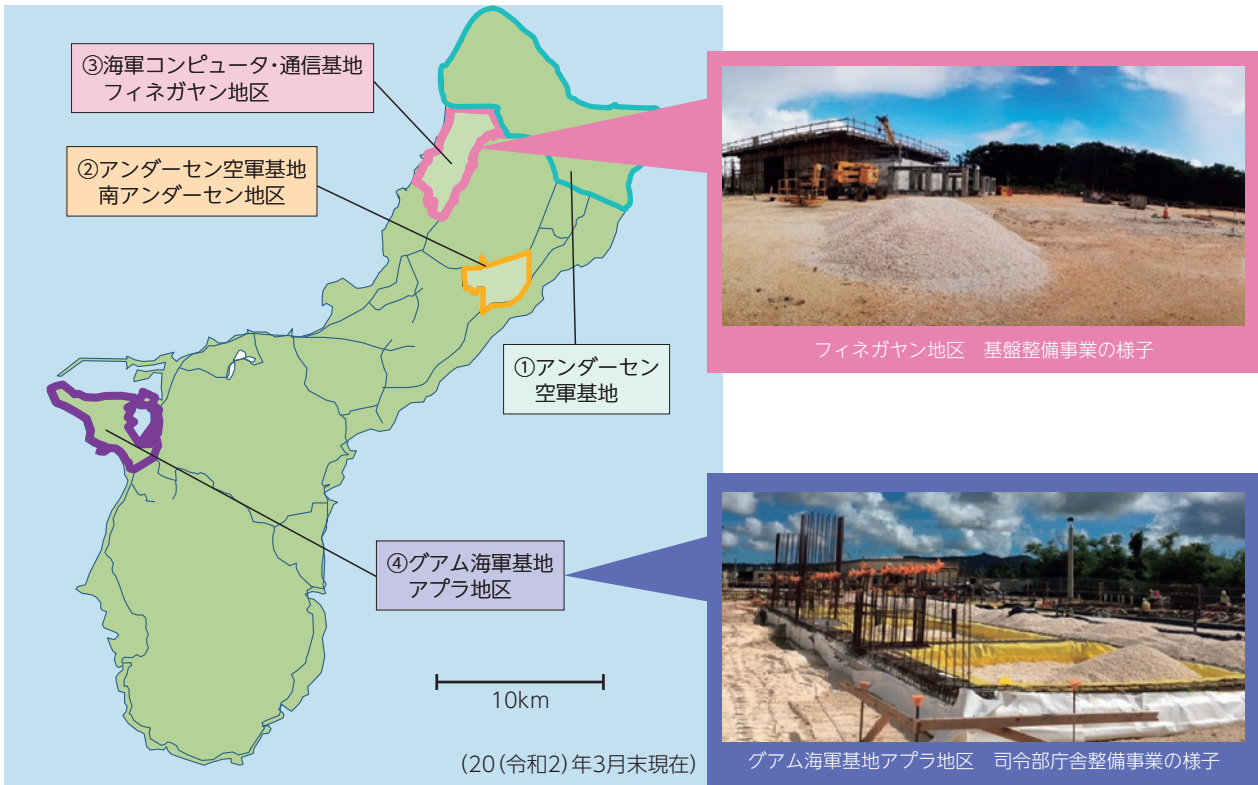 ③海軍コンピュータ・通信基地
フィネガヤン地区
②アンダーセン空軍基地
南アンダーセン地区
①アンダーセン
空軍基地
④グアム海軍基地
アプラ地区
10km
(20(令和2)年3月末現在)
フィネガヤン地区　基盤整備事業の様子
グアム海軍基地アプラ地区　司令部庁舎整備事業の様子